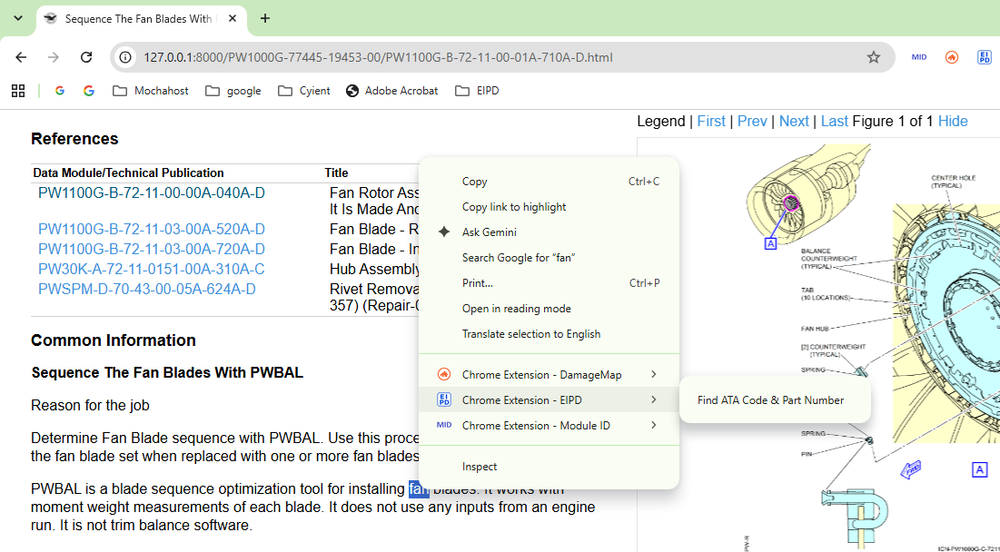 Sequence The Fan Blades With
127.0.0.1:8000/PW1000G-77445-19453-00/PW1100G-B-72-11-00-01A-710A-D.html
MID
EI
PD
Mochahost
google
Cyient
Adobe Acrobat
EIPD
References
Data Module/Technical Publication Title
PW1100G-B-72-11-00-00A-040A-D Fan Rotor Ass
It Is Made And
PW1100G-B-72-11-03-00A-520A-D Fan Blade - R
PW1100G-B-72-11-03-00A-720A-D Fan Blade - In
PW30K-A-72-11-0151-00A-310A-C Hub Assembly
PWSPM-D-70-43-00-05A-624A-D Rivet Remova
357) (Repair-
Common Information
Sequence The Fan Blades With PWBAL
Reason for the job
Determine Fan Blade sequence with PWBAL. Use this proce
the fan blade set when replaced with one or more fan blades
PWBAL is a blade sequence optimization tool for installing fan blades. It works with
moment weight measurements of each blade. It does not use any inputs from an engine
run. It is not trim balance software.
Copy Ctrl+C
Copy link to highlight
Ask Gemini
Search Google for “fan”
Print... Ctrl+P
Open in reading mode
Translate selection to English
Chrome Extension - DamageMap
EI
PD
Chrome Extension - EIPD
MID Chrome Extension - Module ID
Inspect
Find ATA Code & Part Number
Legend | First | Prev | Next | Last Figure 1 of 1 Hide
CENTER HOLE
(TYPICAL)
A
BALANCE
COUNTERWEIGHT
(TYPICAL)
TAB
(10 LOCATIONS)
FAN HUB
[2] COUNTERWEIGHT
(TYPICAL)
SPRING
SPRING
PIN
FWD
A
PW-R
ICN-PW1000G-C-7211